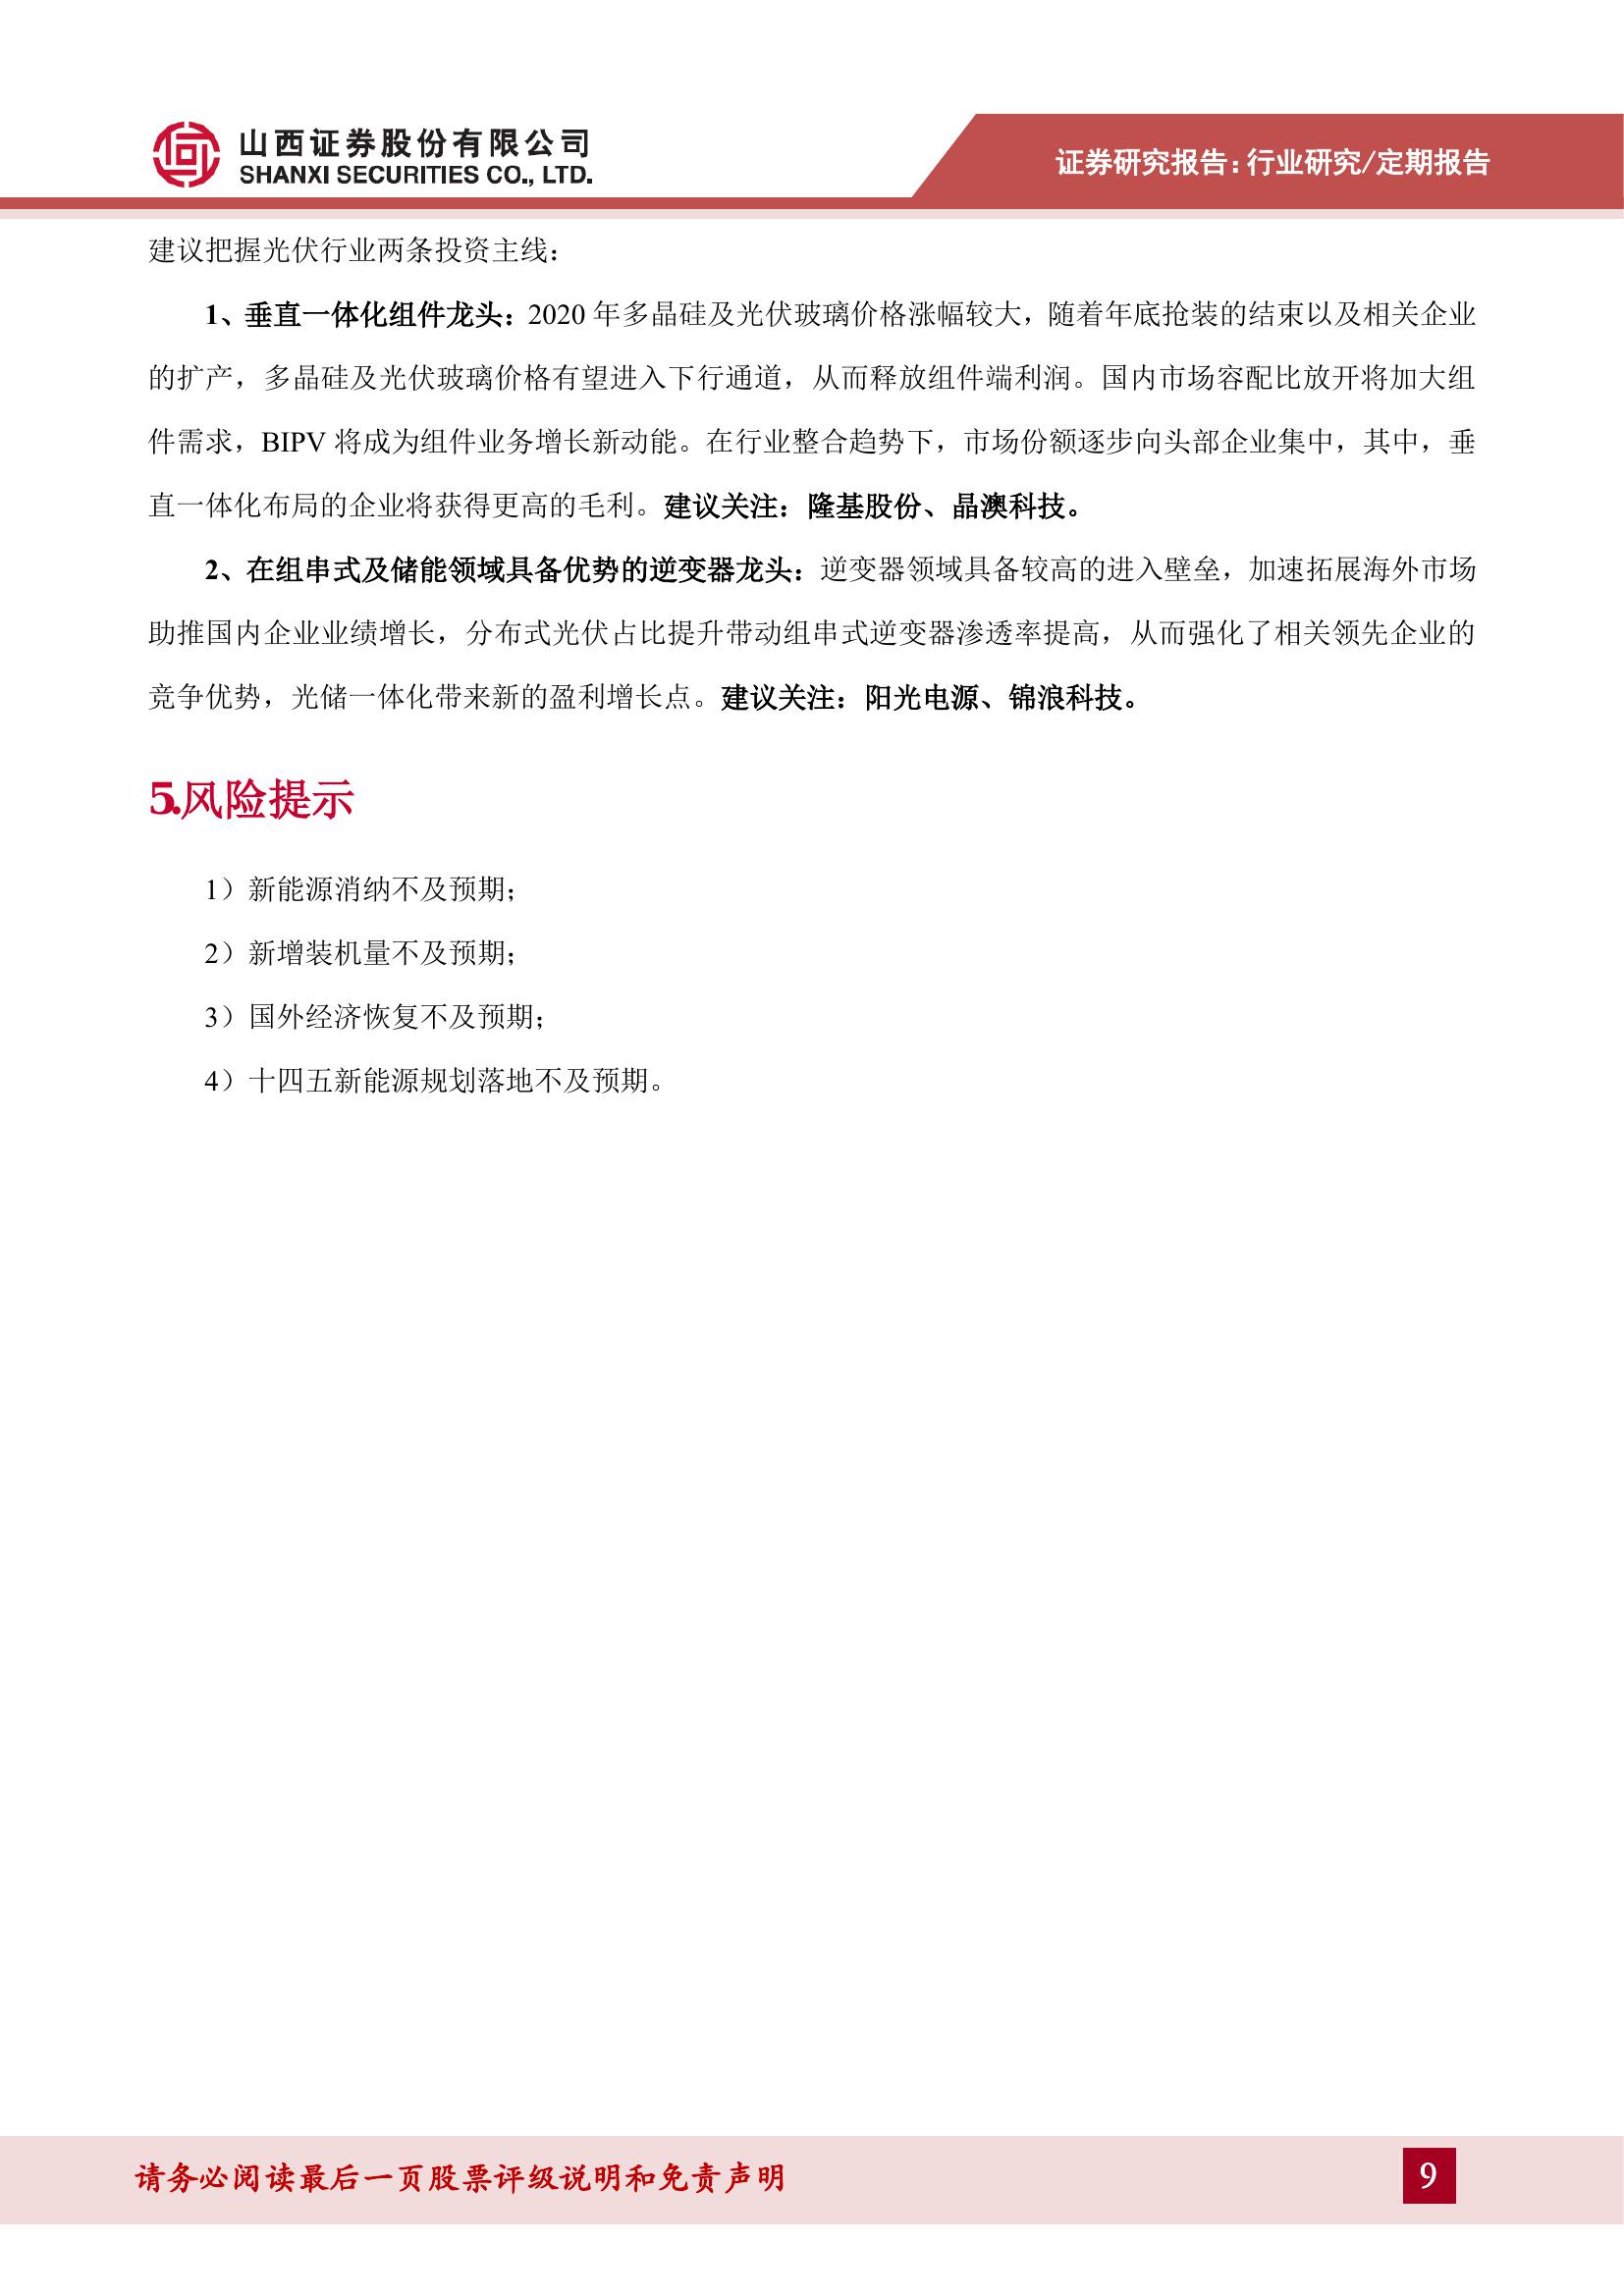 山西证券股份有限公司
SHANXI SECURITIES CO., LTD.
证券研究报告：行业研究/定期报告
建议把握光伏行业两条投资主线：
1、垂直一体化组件龙头：2020 年多晶硅及光伏玻璃价格涨幅较大，随着年底抢装的结束以及相关企业
的扩产，多晶硅及光伏玻璃价格有望进入下行通道，从而释放组件端利润。国内市场容配比放开将加大组
件需求，BIPV 将成为组件业务增长新动能。在行业整合趋势下，市场份额逐步向头部企业集中，其中，垂
直一体化布局的企业将获得更高的毛利。建议关注：隆基股份、晶澳科技。
2、在组串式及储能领域具备优势的逆变器龙头：逆变器领域具备较高的进入壁垒，加速拓展海外市场
助推国内企业业绩增长，分布式光伏占比提升带动组串式逆变器渗透率提高，从而强化了相关领先企业的
竞争优势，光储一体化带来新的盈利增长点。建议关注：阳光电源、锦浪科技。
5.风险提示
1）新能源消纳不及预期；
2）新增装机量不及预期；
3）国外经济恢复不及预期；
4）十四五新能源规划落地不及预期。
请务必阅读最后一页股票评级说明和免责声明
9